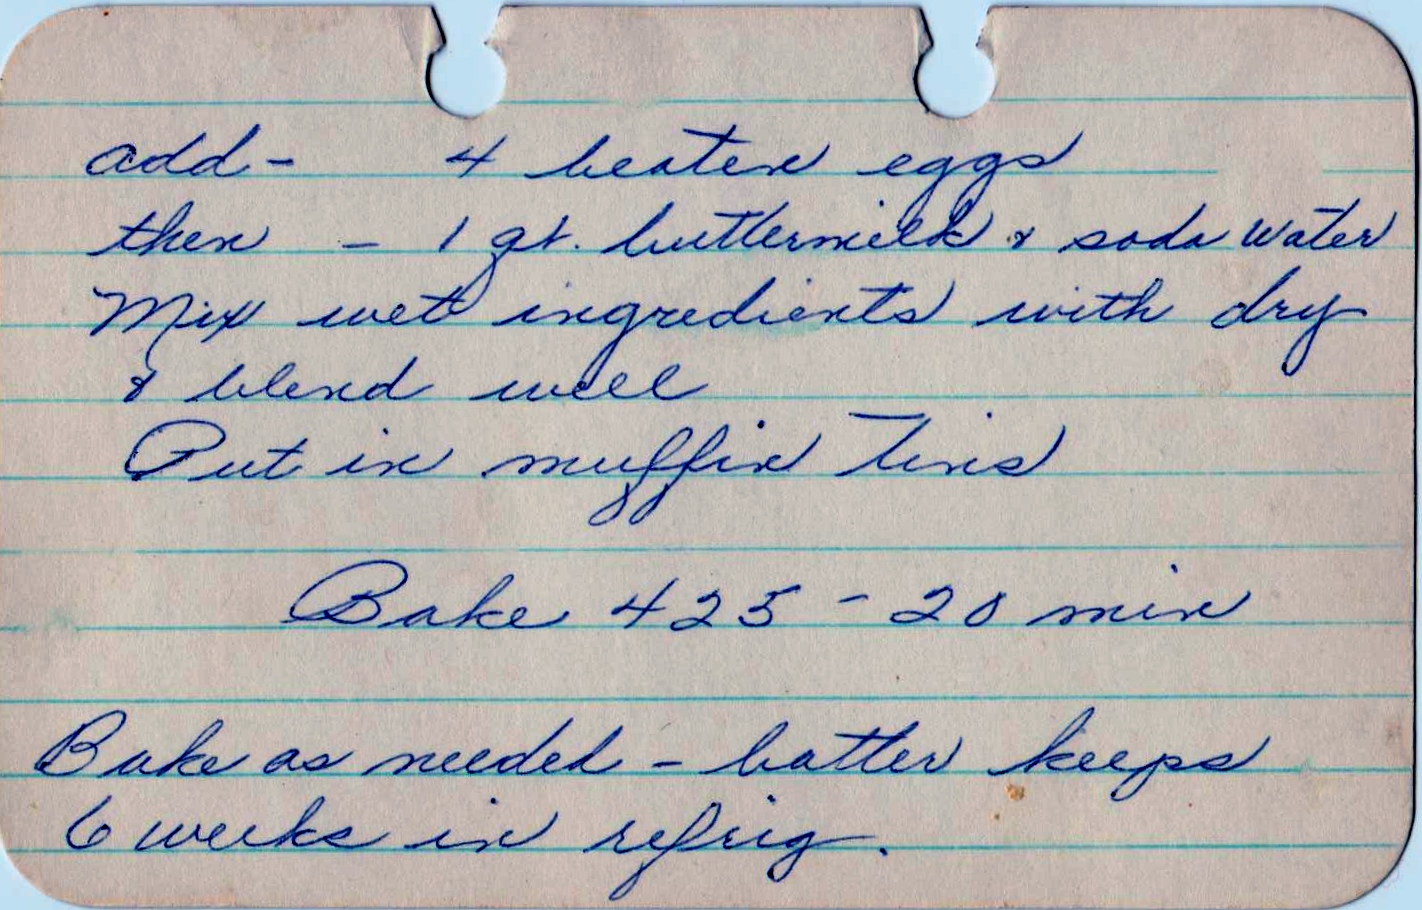 add - 4 beaten eggs
then - 1 qt. buttermilk & soda water
Mix wet ingredients with dry
& blend well
Put in muffin Tins
Bake 425 - 20 min
Bake as needed - batter keeps
6 weeks in refrig.